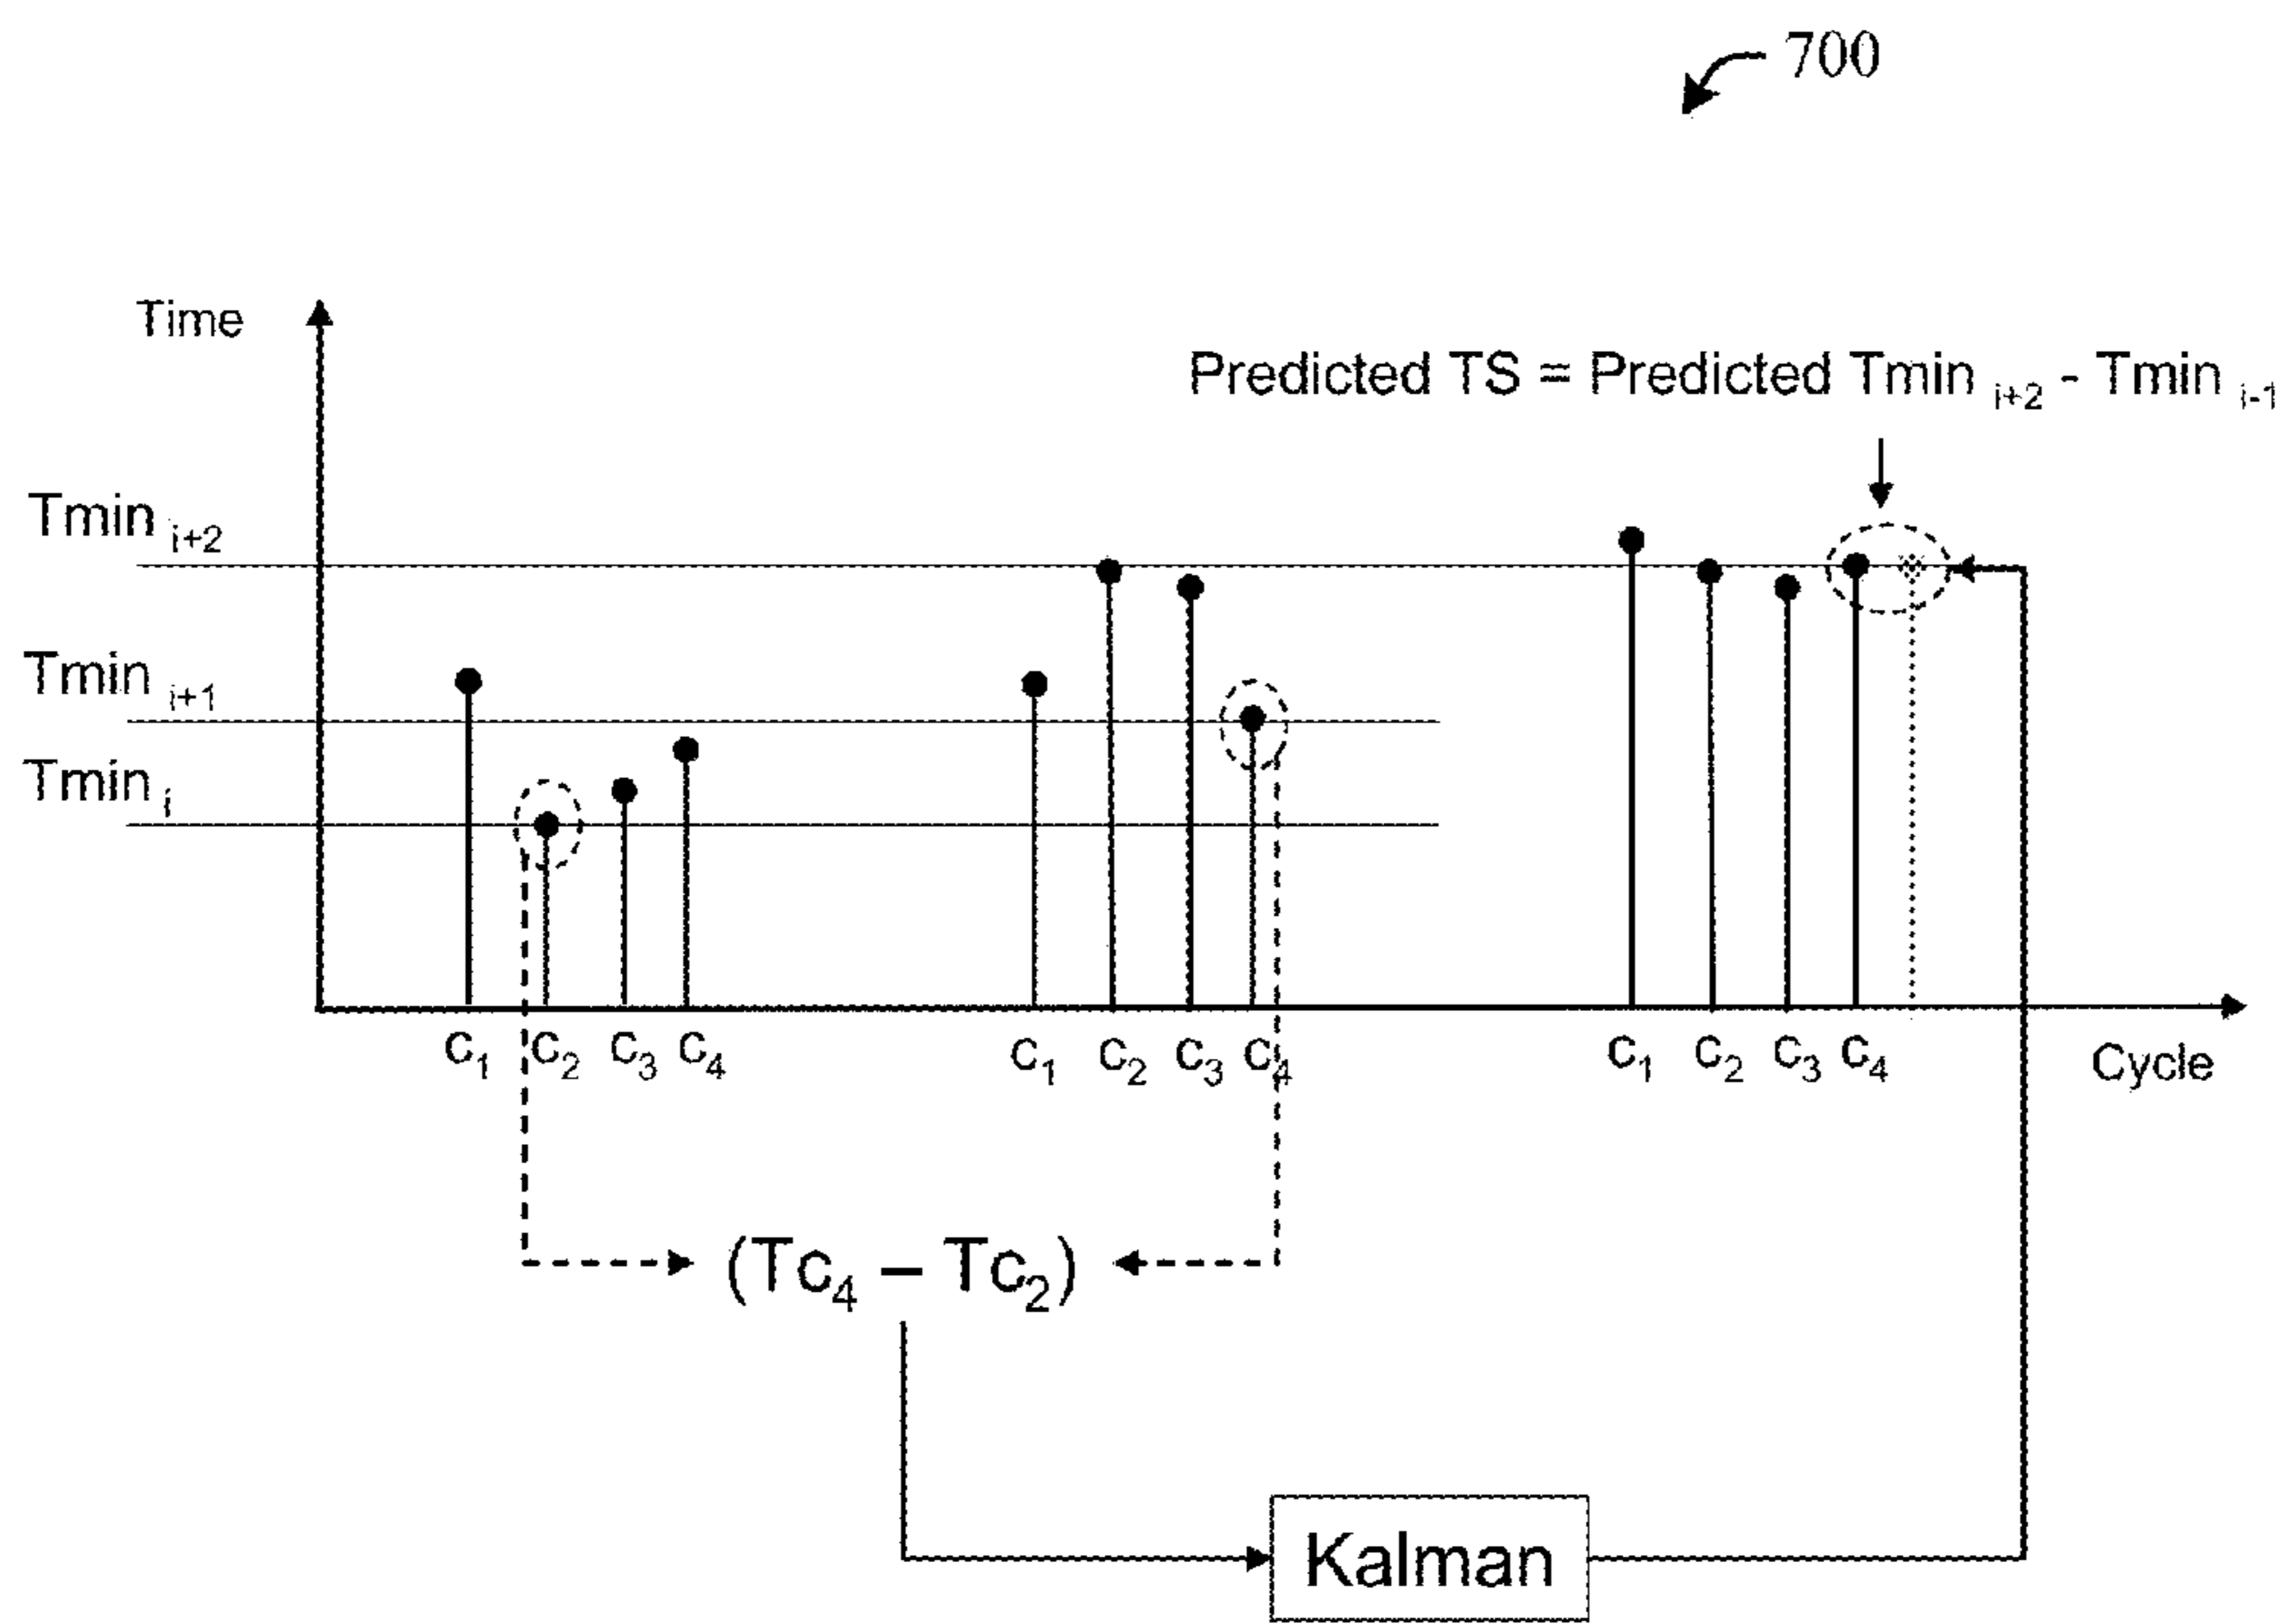 700
Time
Predicted TS = Predicted Tmin i+2 - Tmin i-1
Tmin i+2
Tmin i+1
Tmin i
c1 c2 c3 c4 c1 c2 c3 c4 c1 c2 c3 c4
Cycle
(Tc4 – Tc2)
Kalman